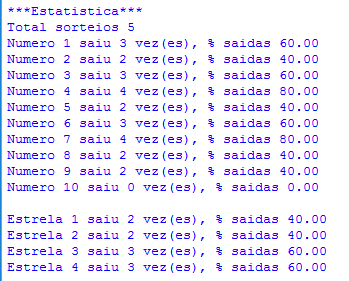 ***Estatistica***
Total sorteios 5
Numero 1 saiu 3 vez(es), % saidas 60.00
Numero 2 saiu 2 vez(es), % saidas 40.00
Numero 3 saiu 3 vez(es), % saidas 60.00
Numero 4 saiu 4 vez(es), % saidas 80.00
Numero 5 saiu 2 vez(es), % saidas 40.00
Numero 6 saiu 3 vez(es), % saidas 60.00
Numero 7 saiu 4 vez(es), % saidas 80.00
Numero 8 saiu 2 vez(es), % saidas 40.00
Numero 9 saiu 2 vez(es), % saidas 40.00
Numero 10 saiu 0 vez(es), % saidas 0.00

Estrela 1 saiu 2 vez(es), % saidas 40.00
Estrela 2 saiu 2 vez(es), % saidas 40.00
Estrela 3 saiu 3 vez(es), % saidas 60.00
Estrela 4 saiu 3 vez(es), % saidas 60.00